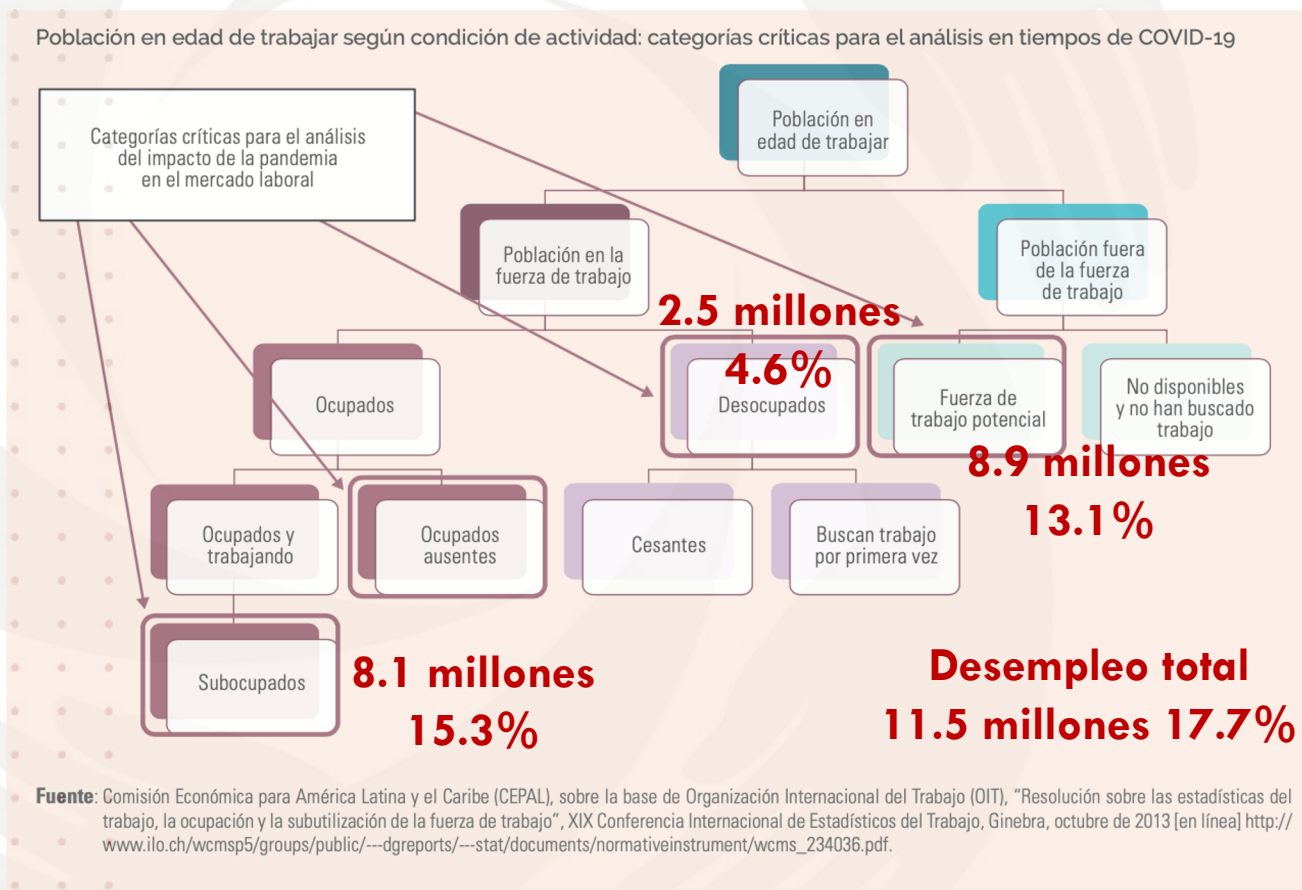 Población en edad de trabajar según condición de actividad: categorías críticas para el análisis en tiempos de COVID-19
Categorías críticas para el análisis
del impacto de la pandemia
en el mercado laboral
Población en
edad de trabajar
Población en la
fuerza de trabajo
Población fuera
de la fuerza
de trabajo
2.5 millones
4.6%
Ocupados
Desocupados
Fuerza de
trabajo potencial
No disponibles
y no han buscado
trabajo
8.9 millones
13.1%
Ocupados y
trabajando
Ocupados
ausentes
Cesantes
Buscan trabajo
por primera vez
Subocupados
8.1 millones
15.3%
Desempleo total
11.5 millones 17.7%
Fuente: Comisión Económica para América Latina y el Caribe (CEPAL), sobre la base de Organización Internacional del Trabajo (OIT), “Resolución sobre las estadísticas del
trabajo, la ocupación y la subutilización de la fuerza de trabajo”, XIX Conferencia Internacional de Estadísticos del Trabajo, Ginebra, octubre de 2013 [en línea] http://
www.ilo.ch/wcmsp5/groups/public/---dgreports/---stat/documents/normativeinstrument/wcms_234036.pdf.